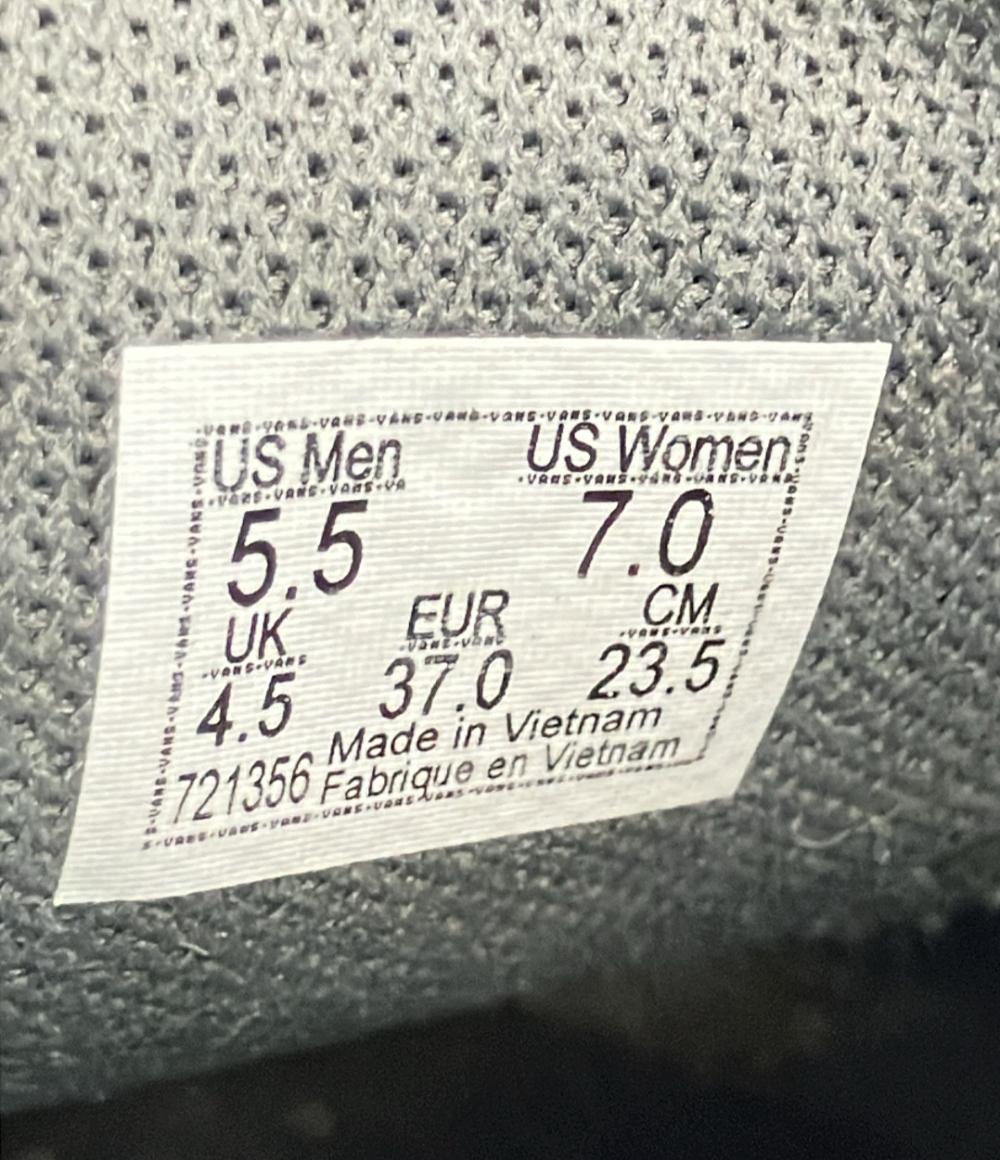 US Men US Women
5.5 7.0
UK EUR CM
4.5 37.0 23.5
721356 Made in Vietnam
Fabrique en Vietnam